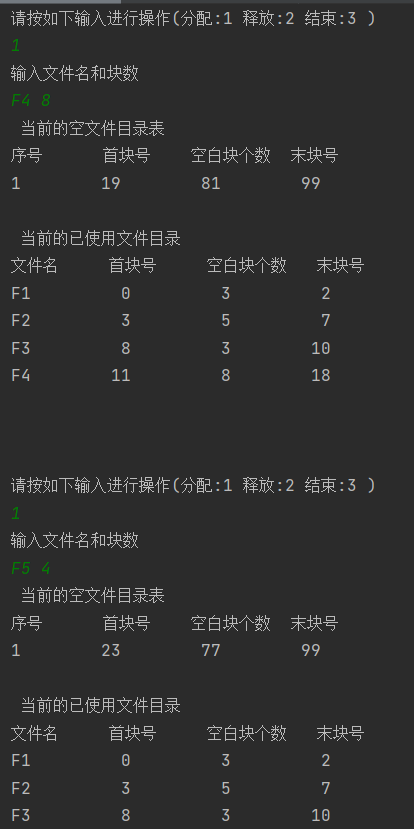 请按如下输入进行操作(分配:1 释放:2 结束:3 )
1
输入文件名和块数
F4 8
当前的空文件目录表
序号 首块号 空白块个数 末块号
1 19 81 99
当前的已使用文件目录
文件名 首块号 空白块个数 末块号
F1 0 3 2
F2 3 5 7
F3 8 3 10
F4 11 8 18
请按如下输入进行操作(分配:1 释放:2 结束:3 )
1
输入文件名和块数
F5 4
当前的空文件目录表
序号 首块号 空白块个数 末块号
1 23 77 99
当前的已使用文件目录
文件名 首块号 空白块个数 末块号
F1 0 3 2
F2 3 5 7
F3 8 3 10